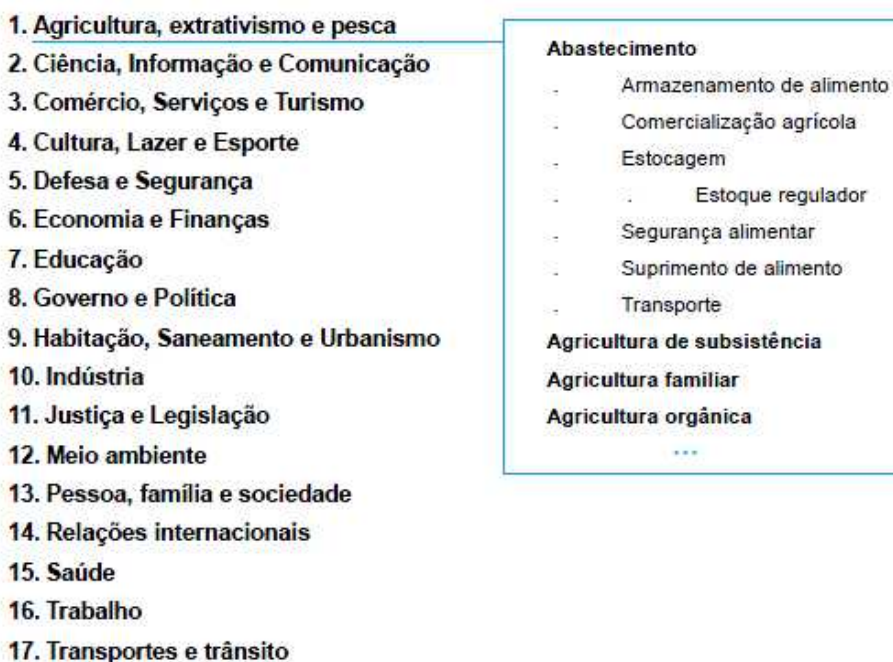 1. Agricultura, extrativismo e pesca
2. Ciência, Informação e Comunicação
3. Comércio, Serviços e Turismo
4. Cultura, Lazer e Esporte
5. Defesa e Segurança
6. Economia e Finanças
7. Educação
8. Governo e Política
9. Habitação, Saneamento e Urbanismo
10. Indústria
11. Justiça e Legislação
12. Meio ambiente
13. Pessoa, família e sociedade
14. Relações internacionais
15. Saúde
16. Trabalho
17. Transportes e trânsito
Abastecimento
. Armazenamento de alimento
. Comercialização agrícola
. Estocagem
. . Estoque regulador
. Segurança alimentar
. Suprimento de alimento
. Transporte
Agricultura de subsistência
Agricultura familiar
Agricultura orgânica
...